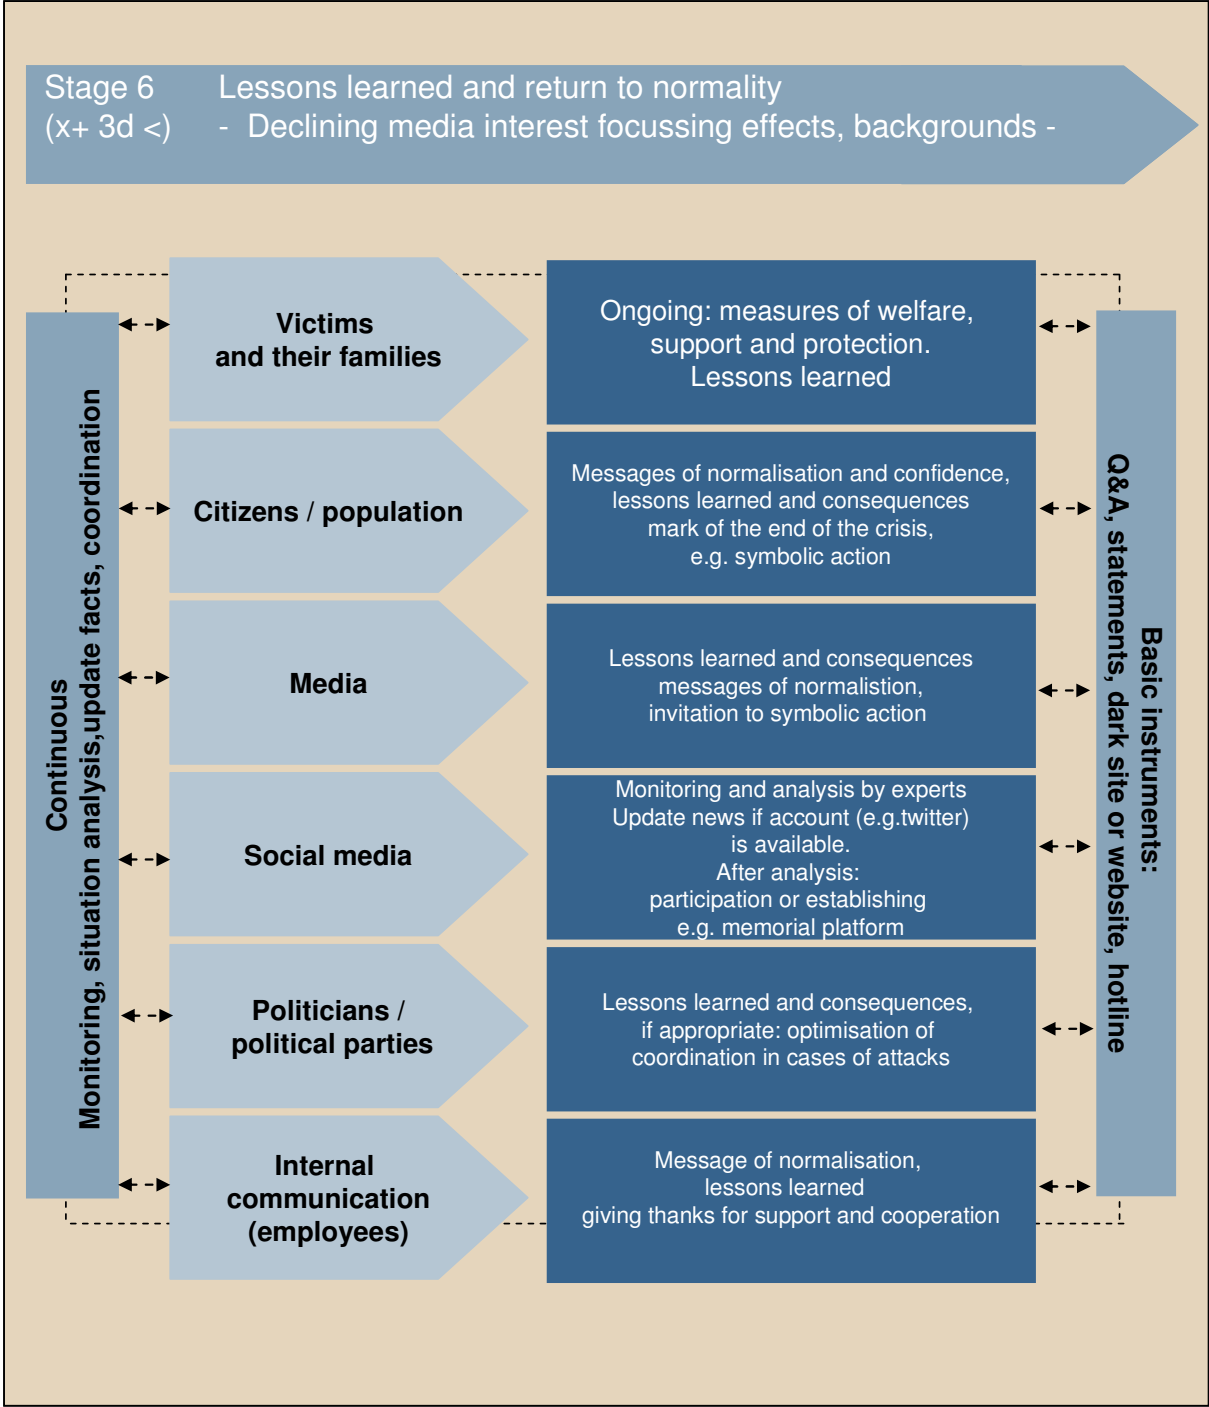 Stage 6 Lessons learned and return to normality
(x+ 3d <) - Declining media interest focussing effects, backgrounds -
Continuous
Monitoring, situation analysis,update facts, coordination
Victims
and their families
Ongoing: measures of welfare,
support and protection.
Lessons learned
Citizens / population
Messages of normalisation and confidence,
lessons learned and consequences
mark of the end of the crisis,
e.g. symbolic action
Media
Lessons learned and consequences
messages of normalistion,
invitation to symbolic action
Social media
Monitoring and analysis by experts
Update news if account (e.g.twitter)
is available.
After analysis:
participation or establishing
e.g. memorial platform
Politicians /
political parties
Lessons learned and consequences,
if appropriate: optimisation of
coordination in cases of attacks
Internal
communication
(employees)
Message of normalisation,
lessons learned
giving thanks for support and cooperation
Basic instruments:
Q&A, statements, dark site or website, hotline